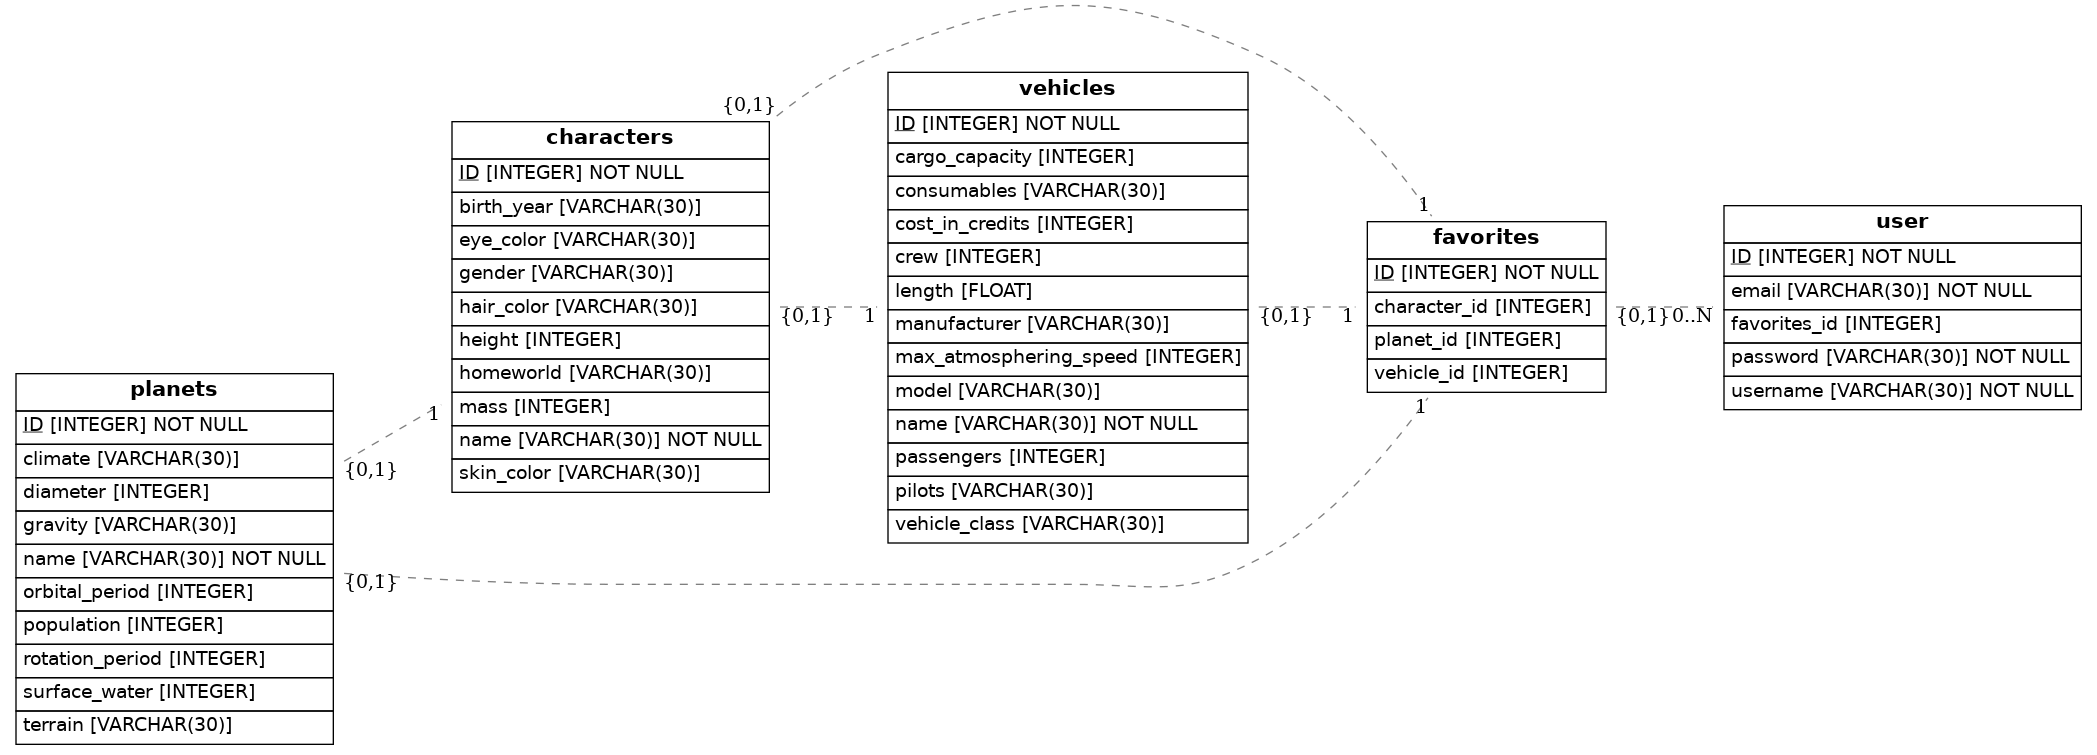 planets
ID [INTEGER] NOT NULL
climate [VARCHAR(30)]
diameter [INTEGER]
gravity [VARCHAR(30)]
name [VARCHAR(30)] NOT NULL
orbital_period [INTEGER]
population [INTEGER]
rotation_period [INTEGER]
surface_water [INTEGER]
terrain [VARCHAR(30)]
{0,1}
1
{0,1}
1
characters
ID [INTEGER] NOT NULL
birth_year [VARCHAR(30)]
eye_color [VARCHAR(30)]
gender [VARCHAR(30)]
hair_color [VARCHAR(30)]
height [INTEGER]
homeworld [VARCHAR(30)]
mass [INTEGER]
name [VARCHAR(30)] NOT NULL
skin_color [VARCHAR(30)]
{0,1}
1
{0,1}
1
vehicles
ID [INTEGER] NOT NULL
cargo_capacity [INTEGER]
consumables [VARCHAR(30)]
cost_in_credits [INTEGER]
crew [INTEGER]
length [FLOAT]
manufacturer [VARCHAR(30)]
max_atmosphering_speed [INTEGER]
model [VARCHAR(30)]
name [VARCHAR(30)] NOT NULL
passengers [INTEGER]
pilots [VARCHAR(30)]
vehicle_class [VARCHAR(30)]
{0,1}
1
favorites
ID [INTEGER] NOT NULL
character_id [INTEGER]
planet_id [INTEGER]
vehicle_id [INTEGER]
{0,1}
0..N
user
ID [INTEGER] NOT NULL
email [VARCHAR(30)] NOT NULL
favorites_id [INTEGER]
password [VARCHAR(30)] NOT NULL
username [VARCHAR(30)] NOT NULL